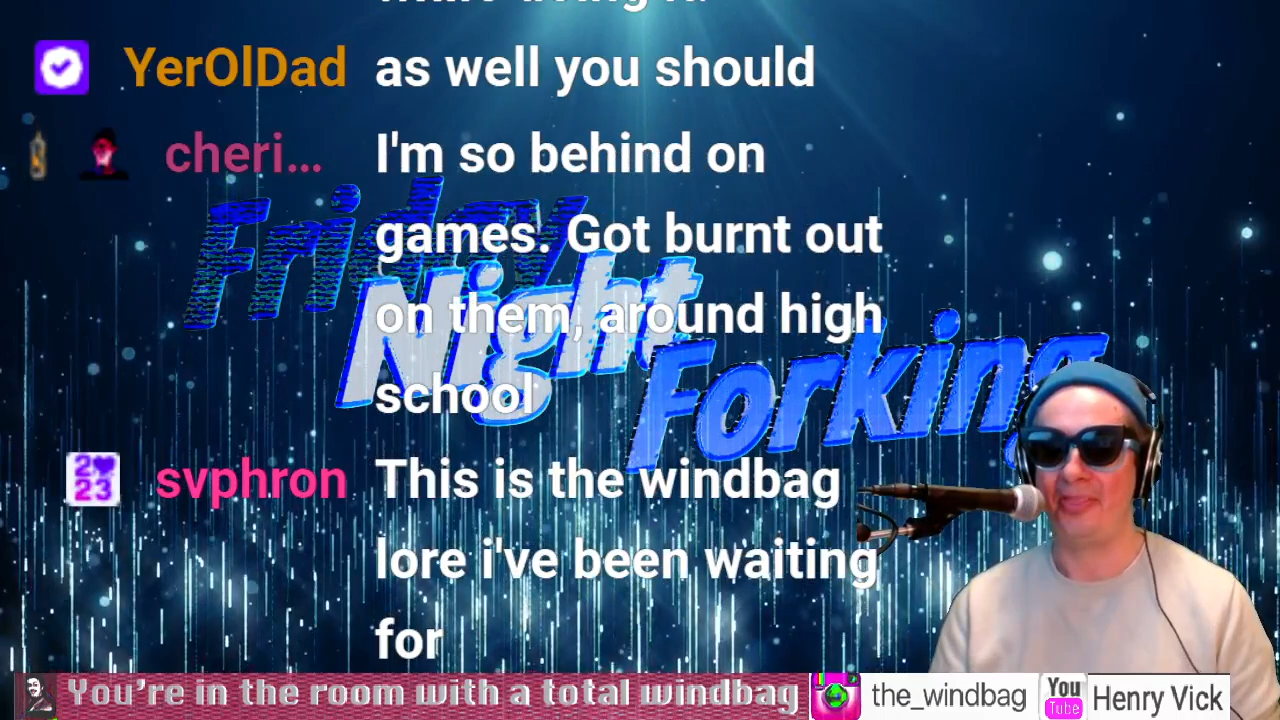 YerOlDad as well you should
cheri... I'm so behind on
games. Got burnt out
on them, around high
school
Friday
Night
Forking
2
23
svphron This is the windbag
lore i've been waiting
for
You're in the room with a total windbag
the_windbag
You
Tube
Henry Vick